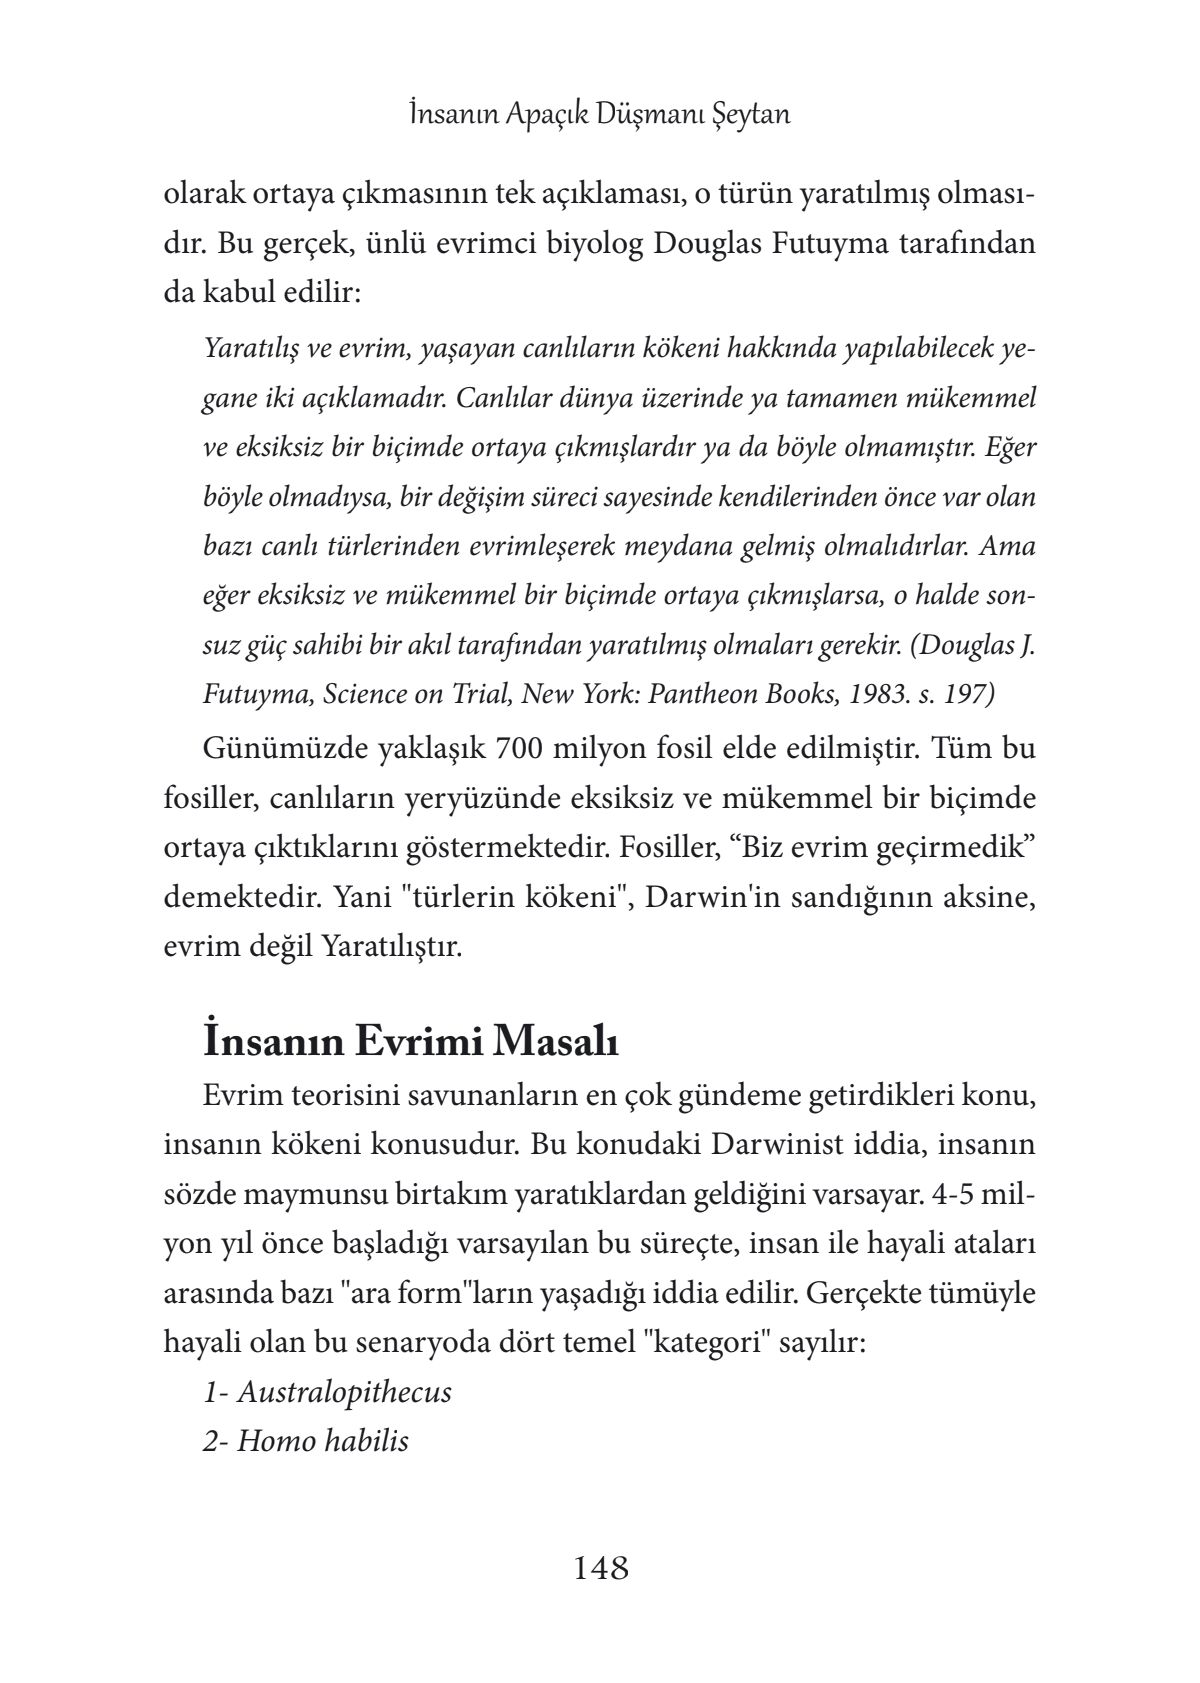 İnsanın Apaçık Düşmanı Şeytan
olarak ortaya çıkmasının tek açıklaması, o türün yaratılmış olması-
dır. Bu gerçek, ünlü evrimci biyolog Douglas Futuyma tarafından
da kabul edilir:
Yaratılış ve evrim, yaşayan canlıların kökeni hakkında yapılabilecek ye-
gane iki açıklamadır. Canlılar dünya üzerinde ya tamamen mükemmel
ve eksiksiz bir biçimde ortaya çıkmışlardır ya da böyle olmamıştır. Eğer
böyle olmadıysa, bir değişim süreci sayesinde kendilerinden önce var olan
bazı canlı türlerinden evrimleşerek meydana gelmiş olmalıdırlar. Ama
eğer eksiksiz ve mükemmel bir biçimde ortaya çıkmışlarsa, o halde son-
suz güç sahibi bir akıl tarafından yaratılmış olmaları gerekir. (Douglas J.
Futuyma, Science on Trial, New York: Pantheon Books, 1983. s. 197)
Günümüzde yaklaşık 700 milyon fosil elde edilmiştir. Tüm bu
fosiller, canlıların yeryüzünde eksiksiz ve mükemmel bir biçimde
ortaya çıktıklarını göstermektedir. Fosiller, “Biz evrim geçirmedik”
demektedir. Yani "türlerin kökeni", Darwin'in sandığının aksine,
evrim değil Yaratılıştır.
İnsanın Evrimi Masalı
Evrim teorisini savunanların en çok gündeme getirdikleri konu,
insanın kökeni konusudur. Bu konudaki Darwinist iddia, insanın
sözde maymunsu birtakım yaratıklardan geldiğini varsayar. 4-5 mil-
yon yıl önce başladığı varsayılan bu süreçte, insan ile hayali ataları
arasında bazı "ara form"ların yaşadığı iddia edilir. Gerçekte tümüyle
hayali olan bu senaryoda dört temel "kategori" sayılır:
1- Australopithecus
2- Homo habilis
148